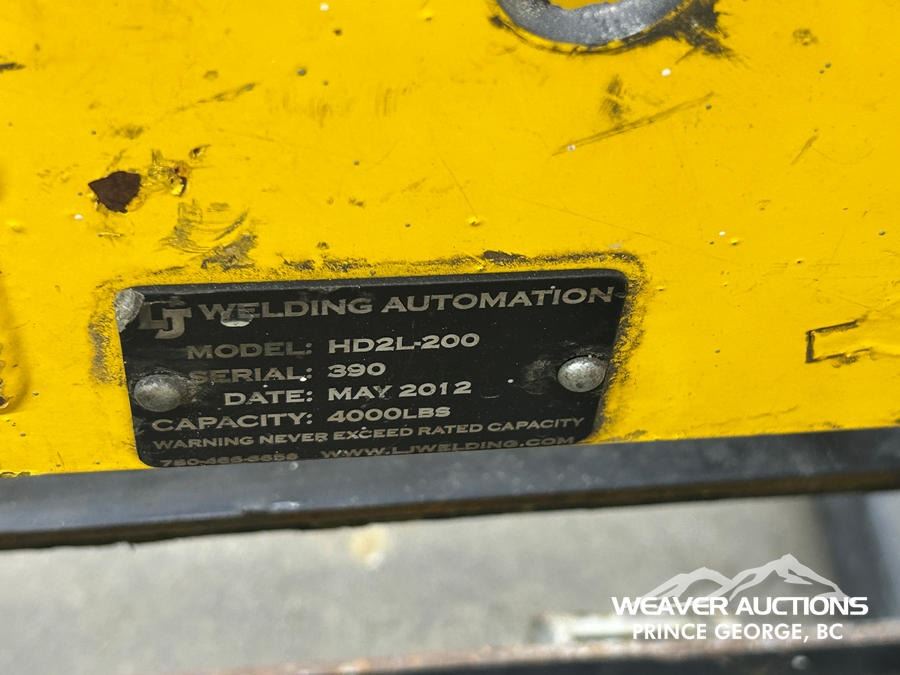 LJ WELDING AUTOMATION
MODEL: HD2L-200
SERIAL: 390
DATE: MAY 2012
CAPACITY: 4000LBS
WARNING NEVER EXCEED RATED CAPACITY
WWW.LJWELDING.COM
WEAVER AUCTIONS
PRINCE GEORGE, BC